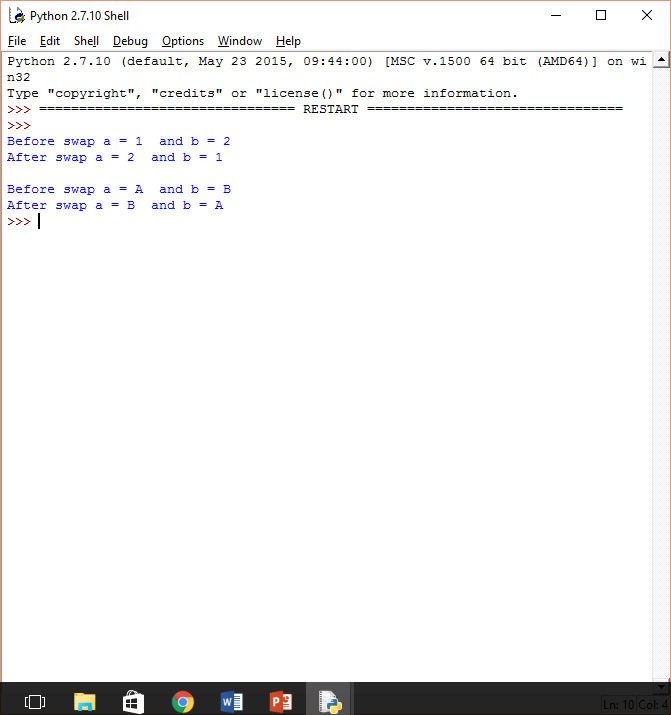 Python 2.7.10 Shell
File Edit Shell Debug Options Window Help
Python 2.7.10 (default, May 23 2015, 09:44:00) [MSC v.1500 64 bit (AMD64)] on wi
n32
Type "copyright", "credits" or "license()" for more information.
>>> ================================ RESTART ================================
>>>
Before swap a = 1  and b = 2
After swap a = 2  and b = 1
Before swap a = A  and b = B
After swap a = B  and b = A
>>>
Ln: 10 Col: 4